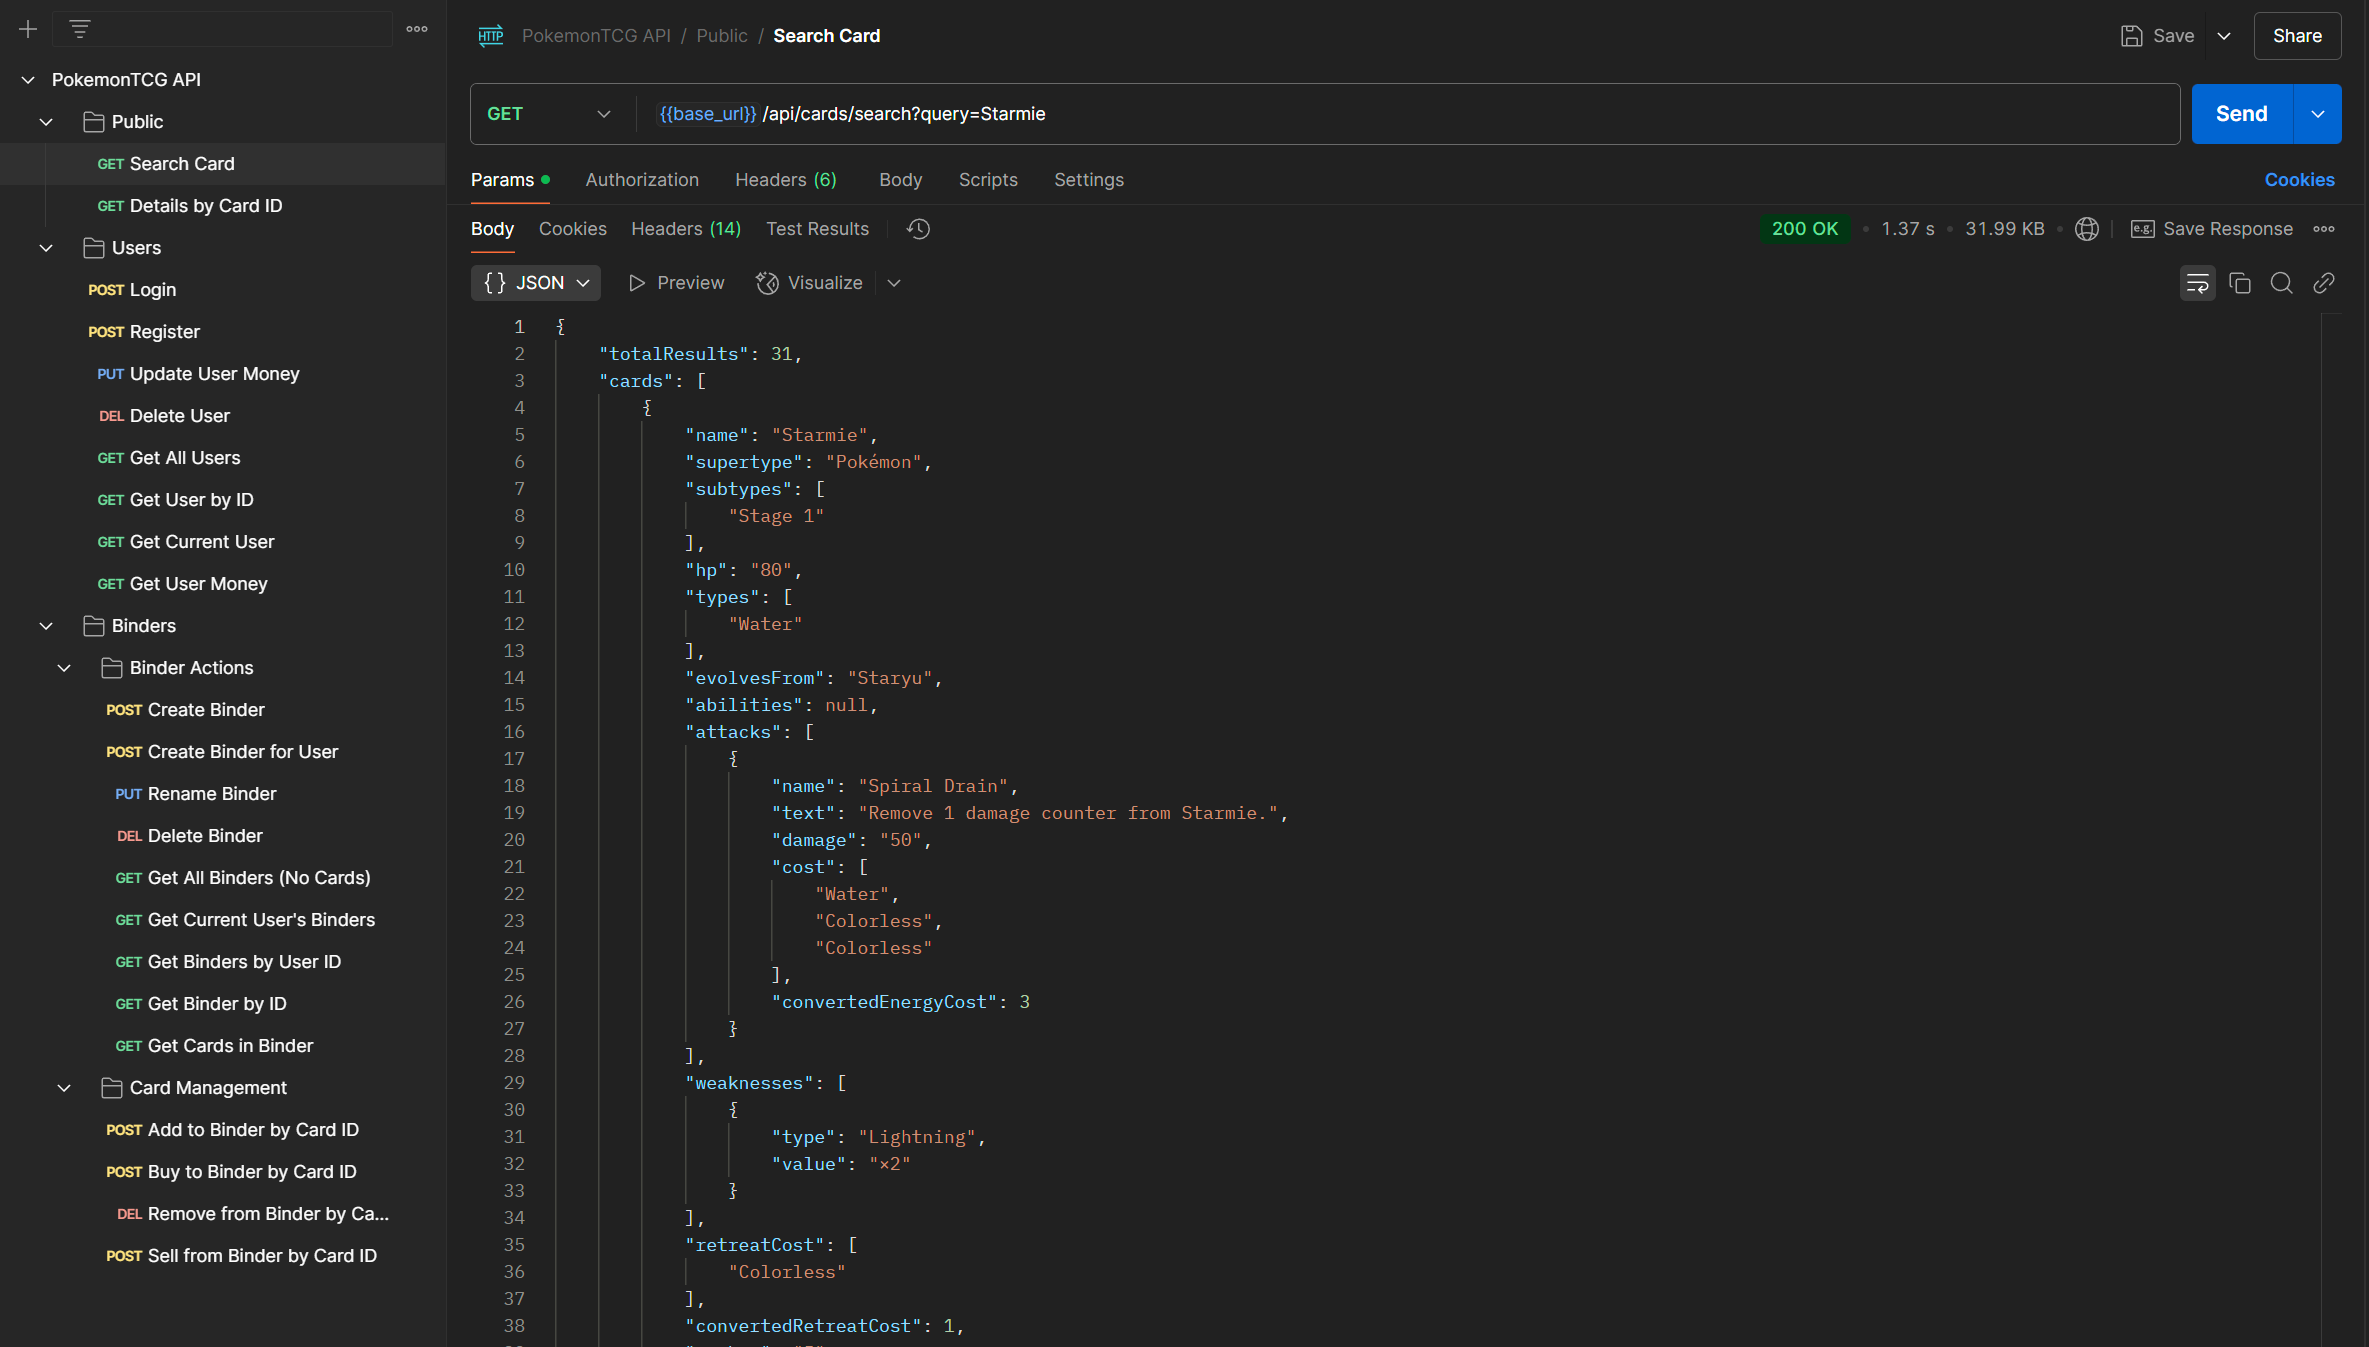 PokemonTCG API
Public
GET Search Card
GET Details by Card ID
Users
POST Login
POST Register
PUT Update User Money
DEL Delete User
GET Get All Users
GET Get User by ID
GET Get Current User
GET Get User Money
Binders
Binder Actions
POST Create Binder
POST Create Binder for User
PUT Rename Binder
DEL Delete Binder
GET Get All Binders (No Cards)
GET Get Current User's Binders
GET Get Binders by User ID
GET Get Binder by ID
GET Get Cards in Binder
Card Management
POST Add to Binder by Card ID
POST Buy to Binder by Card ID
DEL Remove from Binder by Ca...
POST Sell from Binder by Card ID
HTTP PokemonTCG API / Public / Search Card
Save
Share
GET {{base_url}} /api/cards/search?query=Starmie
Send
Params Authorization Headers (6) Body Scripts Settings
Cookies
Body Cookies Headers (14) Test Results
200 OK • 1.37 s • 31.99 KB • e.g. Save Response
{} JSON Preview Visualize
1 {
2 "totalResults": 31,
3 "cards": [
4 {
5 "name": "Starmie",
6 "supertype": "Pokémon",
7 "subtypes": [
8 "Stage 1"
9 ],
10 "hp": "80",
11 "types": [
12 "Water"
13 ],
14 "evolvesFrom": "Staryu",
15 "abilities": null,
16 "attacks": [
17 {
18 "name": "Spiral Drain",
19 "text": "Remove 1 damage counter from Starmie.",
20 "damage": "50",
21 "cost": [
22 "Water",
23 "Colorless",
24 "Colorless"
25 ],
26 "convertedEnergyCost": 3
27 }
28 ],
29 "weaknesses": [
30 {
31 "type": "Lightning",
32 "value": "×2"
33 }
34 ],
35 "retreatCost": [
36 "Colorless"
37 ],
38 "convertedRetreatCost": 1,